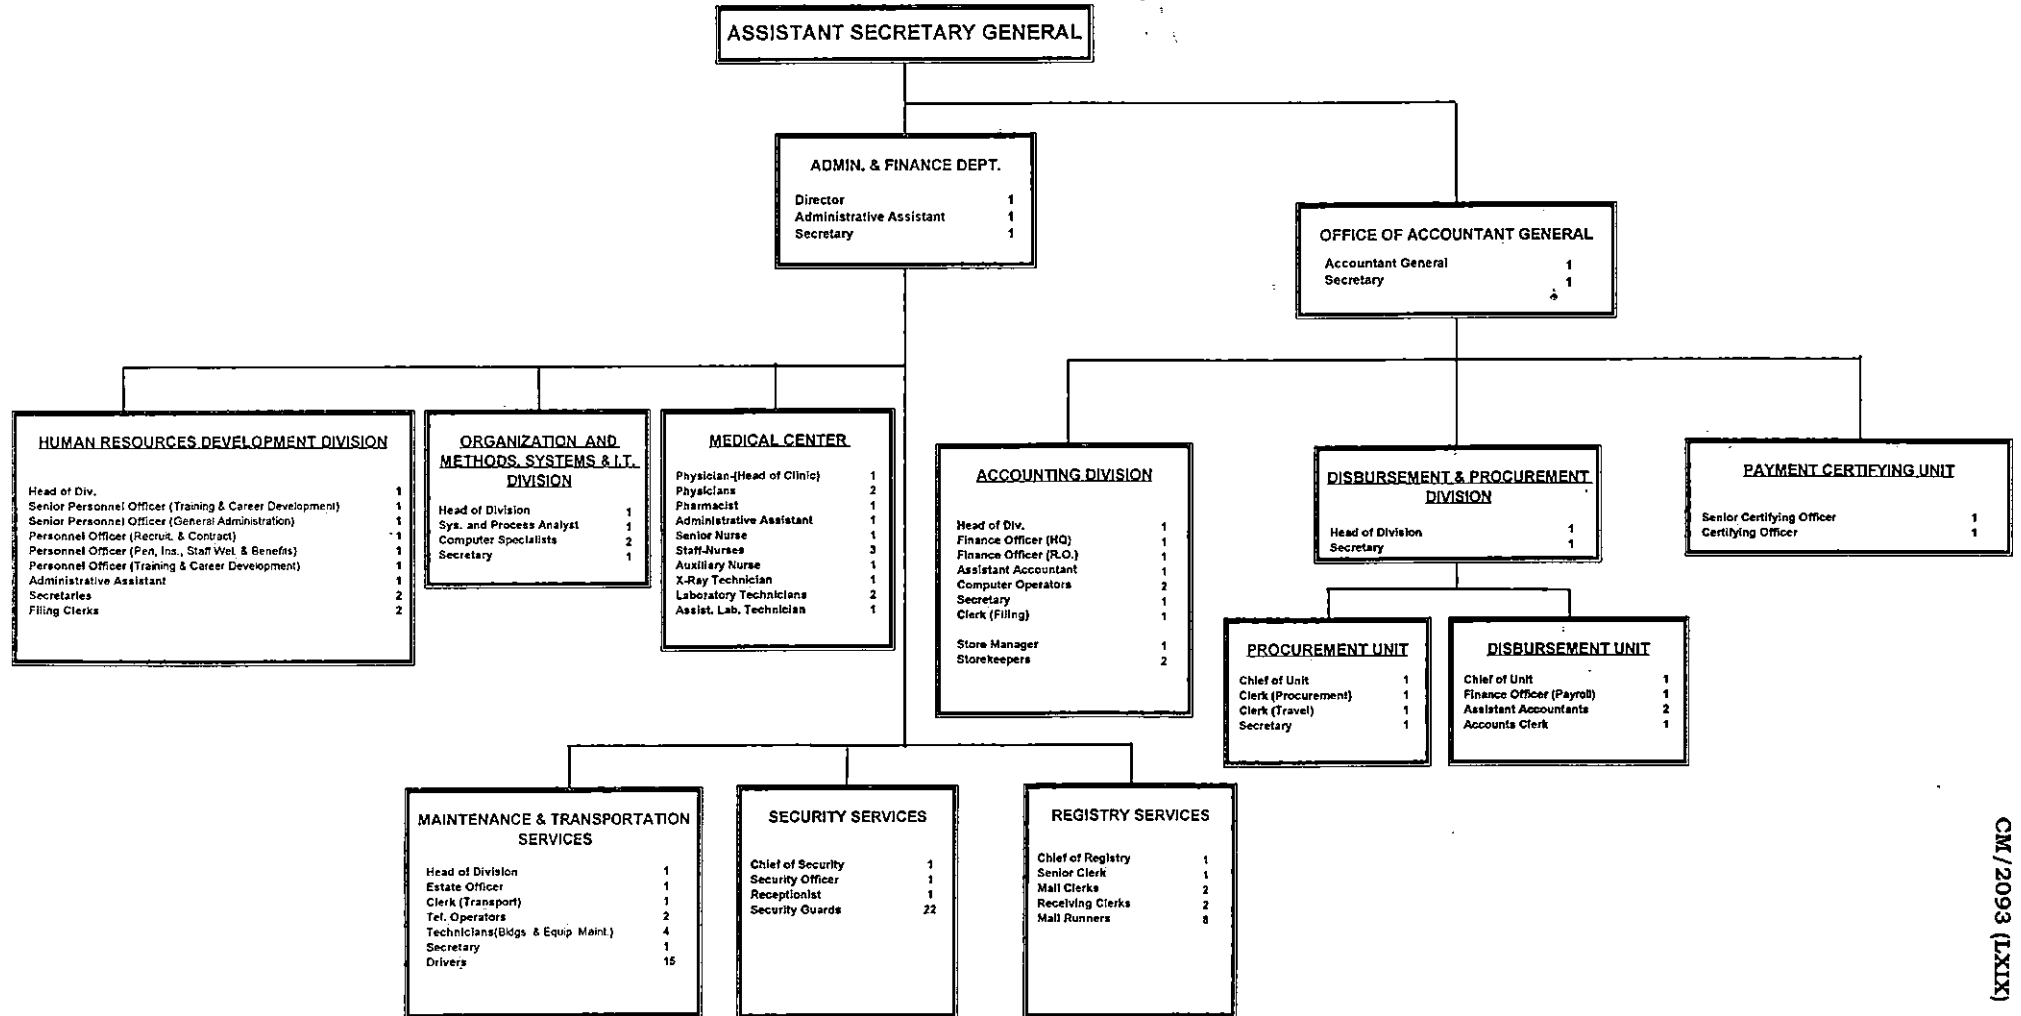 ASSISTANT SECRETARY GENERAL
ADMIN. & FINANCE DEPT.
Director 1
Administrative Assistant 1
Secretary 1
OFFICE OF ACCOUNTANT GENERAL
Accountant General 1
Secretary 1
HUMAN RESOURCES DEVELOPMENT DIVISION
Head of Div. 1
Senior Personnel Officer (Training & Career Development) 1
Senior Personnel Officer (General Administration) 1
Personnel Officer (Recruit. & Contract) 1
Personnel Officer (Pen, Ins., Staff Wel. & Benefits) 1
Personnel Officer (Training & Career Development) 1
Administrative Assistant 1
Secretaries 2
Filing Clerks 2
ORGANIZATION AND
METHODS, SYSTEMS & I.T.
DIVISION
Head of Division 1
Sys. and Process Analyst 1
Computer Specialists 2
Secretary 1
MEDICAL CENTER
Physician-(Head of Clinic) 1
Physicians 2
Pharmacist 1
Administrative Assistant 1
Senior Nurse 1
Staff-Nurses 3
Auxiliary Nurse 1
X-Ray Technician 1
Laboratory Technicians 2
Assist. Lab. Technician 1
ACCOUNTING DIVISION
Head of Div. 1
Finance Officer (HQ) 1
Finance Officer (R.O.) 1
Assistant Accountant 1
Computer Operators 2
Secretary 1
Clerk (Filing) 1
Store Manager 1
Storekeepers 2
DISBURSEMENT & PROCUREMENT
DIVISION
Head of Division 1
Secretary 1
PAYMENT CERTIFYING UNIT
Senior Certifying Officer 1
Certifying Officer 1
PROCUREMENT UNIT
Chief of Unit 1
Clerk (Procurement) 1
Clerk (Travel) 1
Secretary 1
DISBURSEMENT UNIT
Chief of Unit 1
Finance Officer (Payroll) 1
Assistant Accountants 2
Accounts Clerk 1
MAINTENANCE & TRANSPORTATION
SERVICES
Head of Division 1
Estate Officer 1
Clerk (Transport) 1
Tel. Operators 2
Technicians(Bldgs & Equip Maint.) 4
Secretary 1
Drivers 15
SECURITY SERVICES
Chief of Security 1
Security Officer 1
Receptionist 1
Security Guards 22
REGISTRY SERVICES
Chief of Registry 1
Senior Clerk 1
Mail Clerks 2
Receiving Clerks 2
Mail Runners 8
CM/2093 (LXIX)